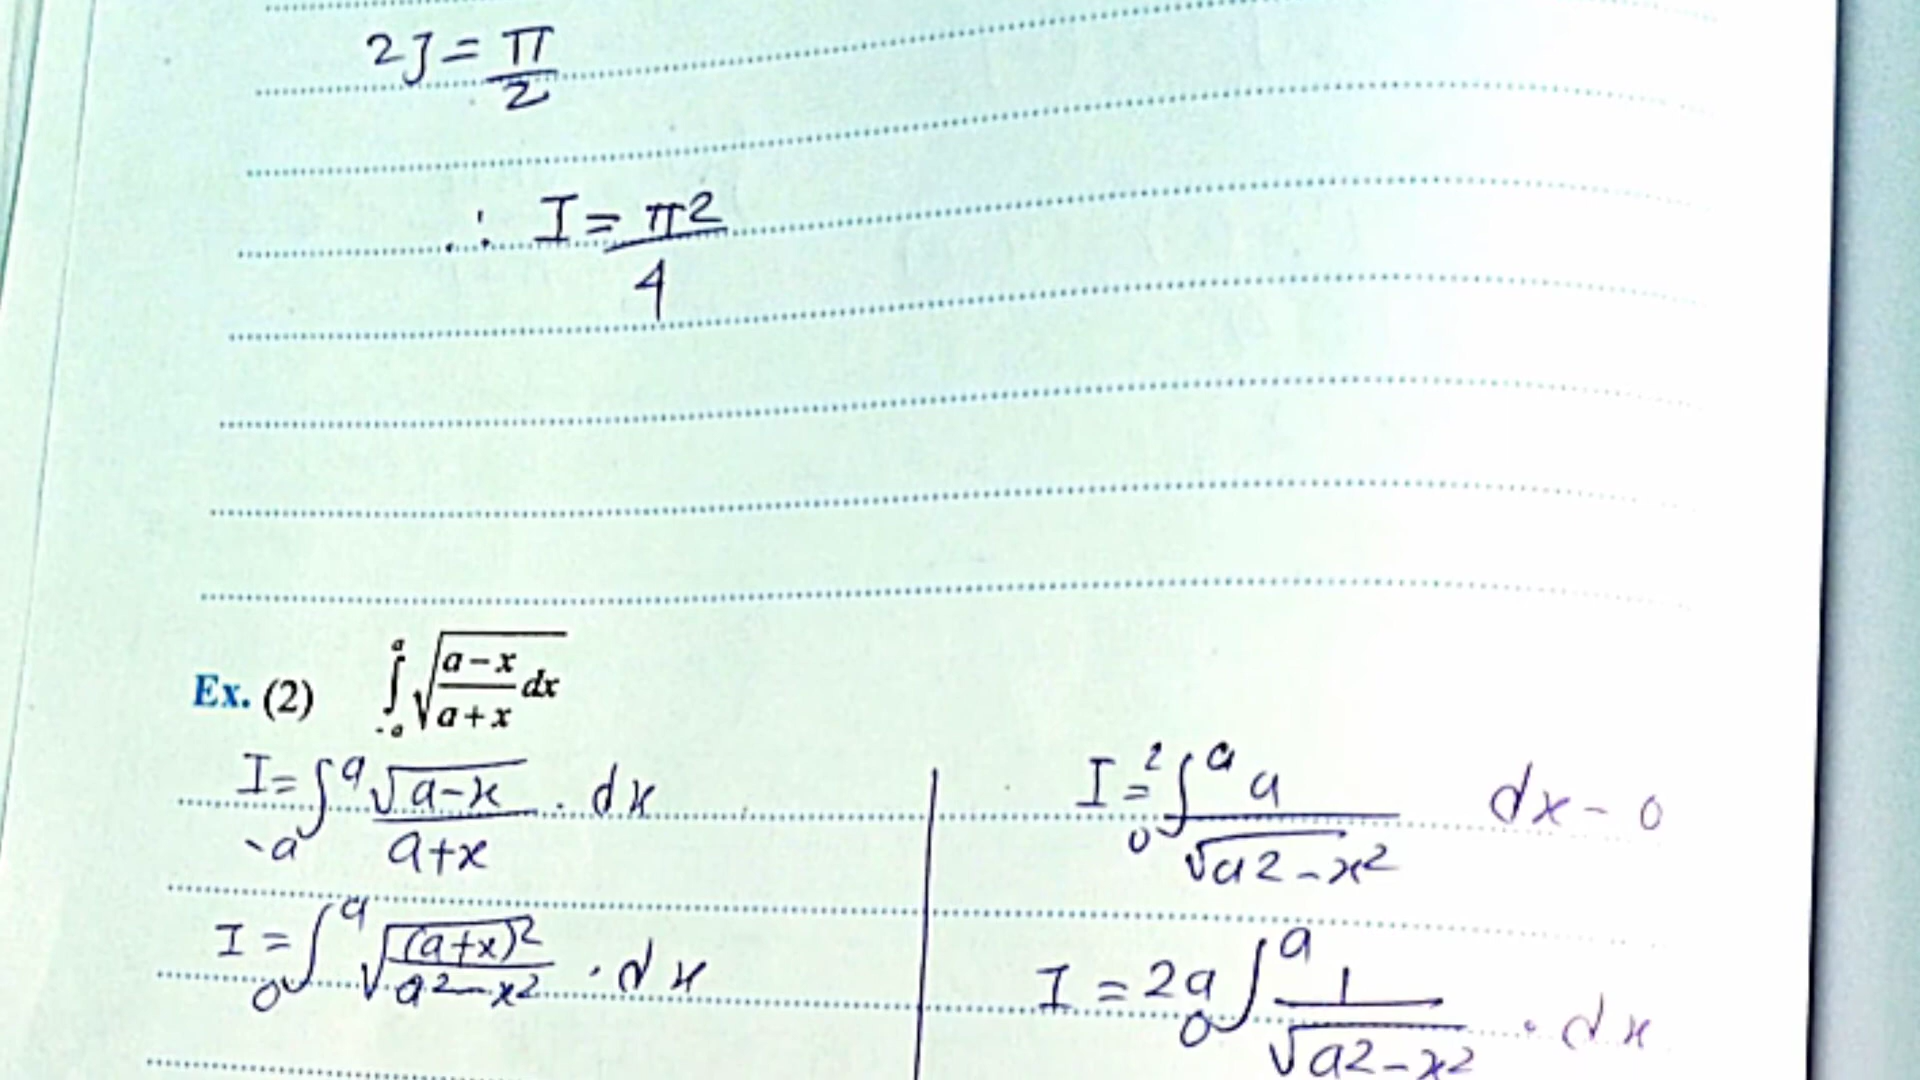 2J = π/2
∴ I = π2/4
Ex. (2) ∫_{-a}^{a} √((a-x)/(a+x)) dx
I = ∫_{-a}^{a} √(a-x)/(a+x) . dx
I = ∫_{0}^{a} √((a+x)²/(a²-x²)) . dx
I = 2∫_{0}^{a} a/√(a2-x²) dx - 0
I = 2a ∫_{0}^{a} 1/√(a2-x²) . dx